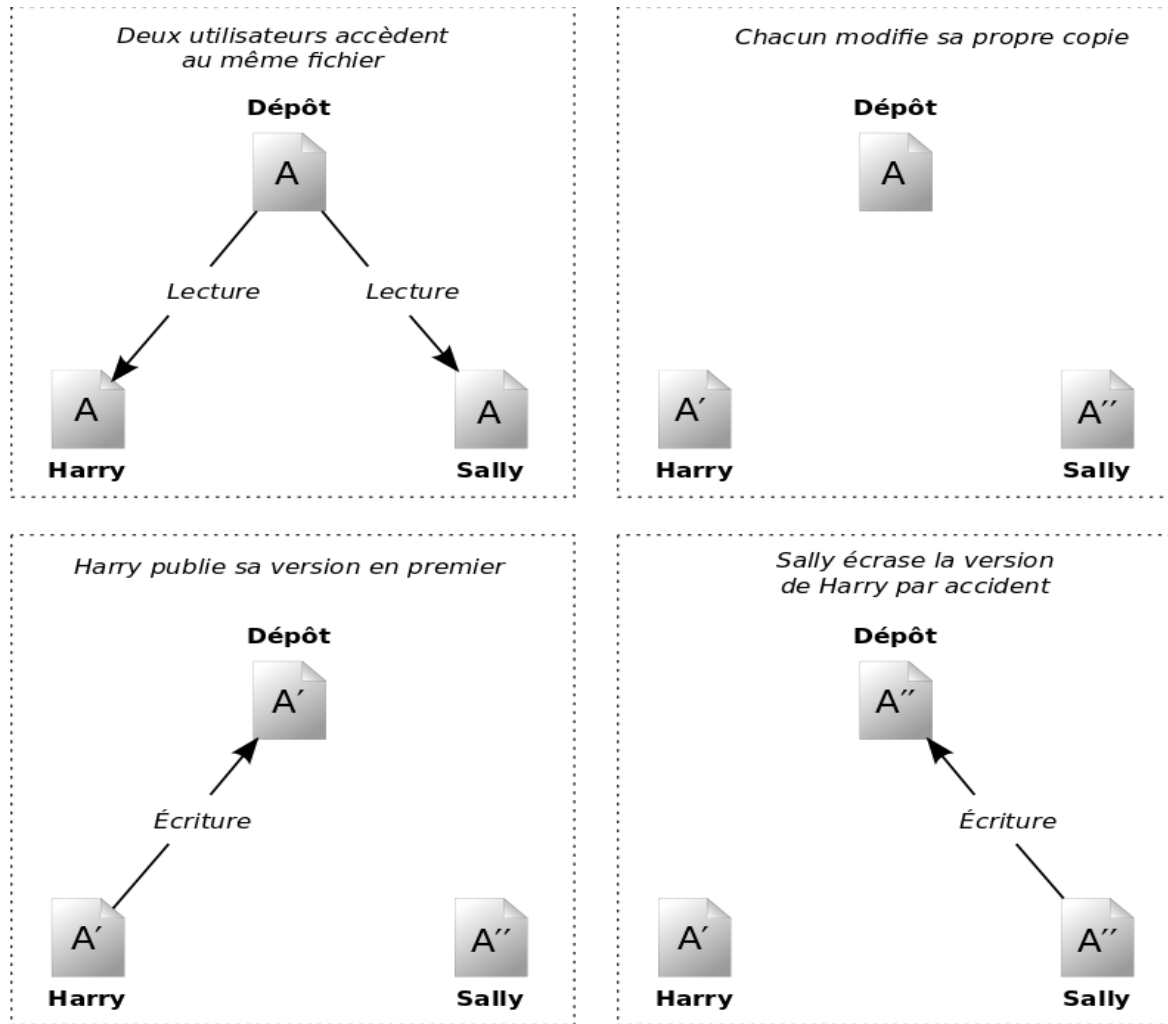 Deux utilisateurs accèdent
au même fichier
Dépôt
A
Lecture
Lecture
A
A
Harry
Sally
Chacun modifie sa propre copie
Dépôt
A
A′
A′′
Harry
Sally
Harry publie sa version en premier
Dépôt
A′
Écriture
A′
A′′
Harry
Sally
Sally écrase la version
de Harry par accident
Dépôt
A′′
Écriture
A′
A′′
Harry
Sally